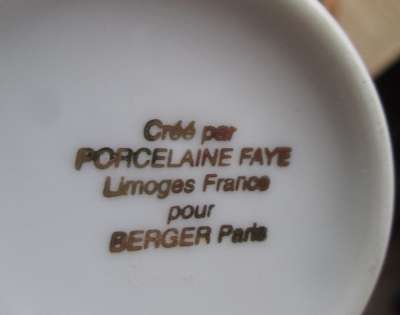 Créé par
PORCELAINE FAYE
Limoges France
pour
BERGER Paris